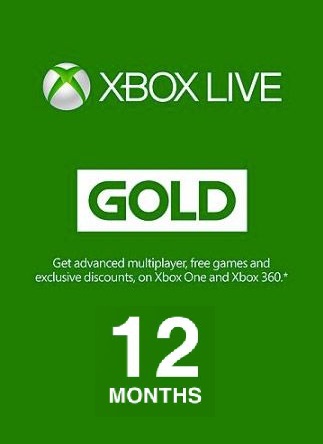 XBOX LIVE
GOLD
Get advanced multiplayer, free games and
exclusive discounts, on Xbox One and Xbox 360.*
12
MONTHS